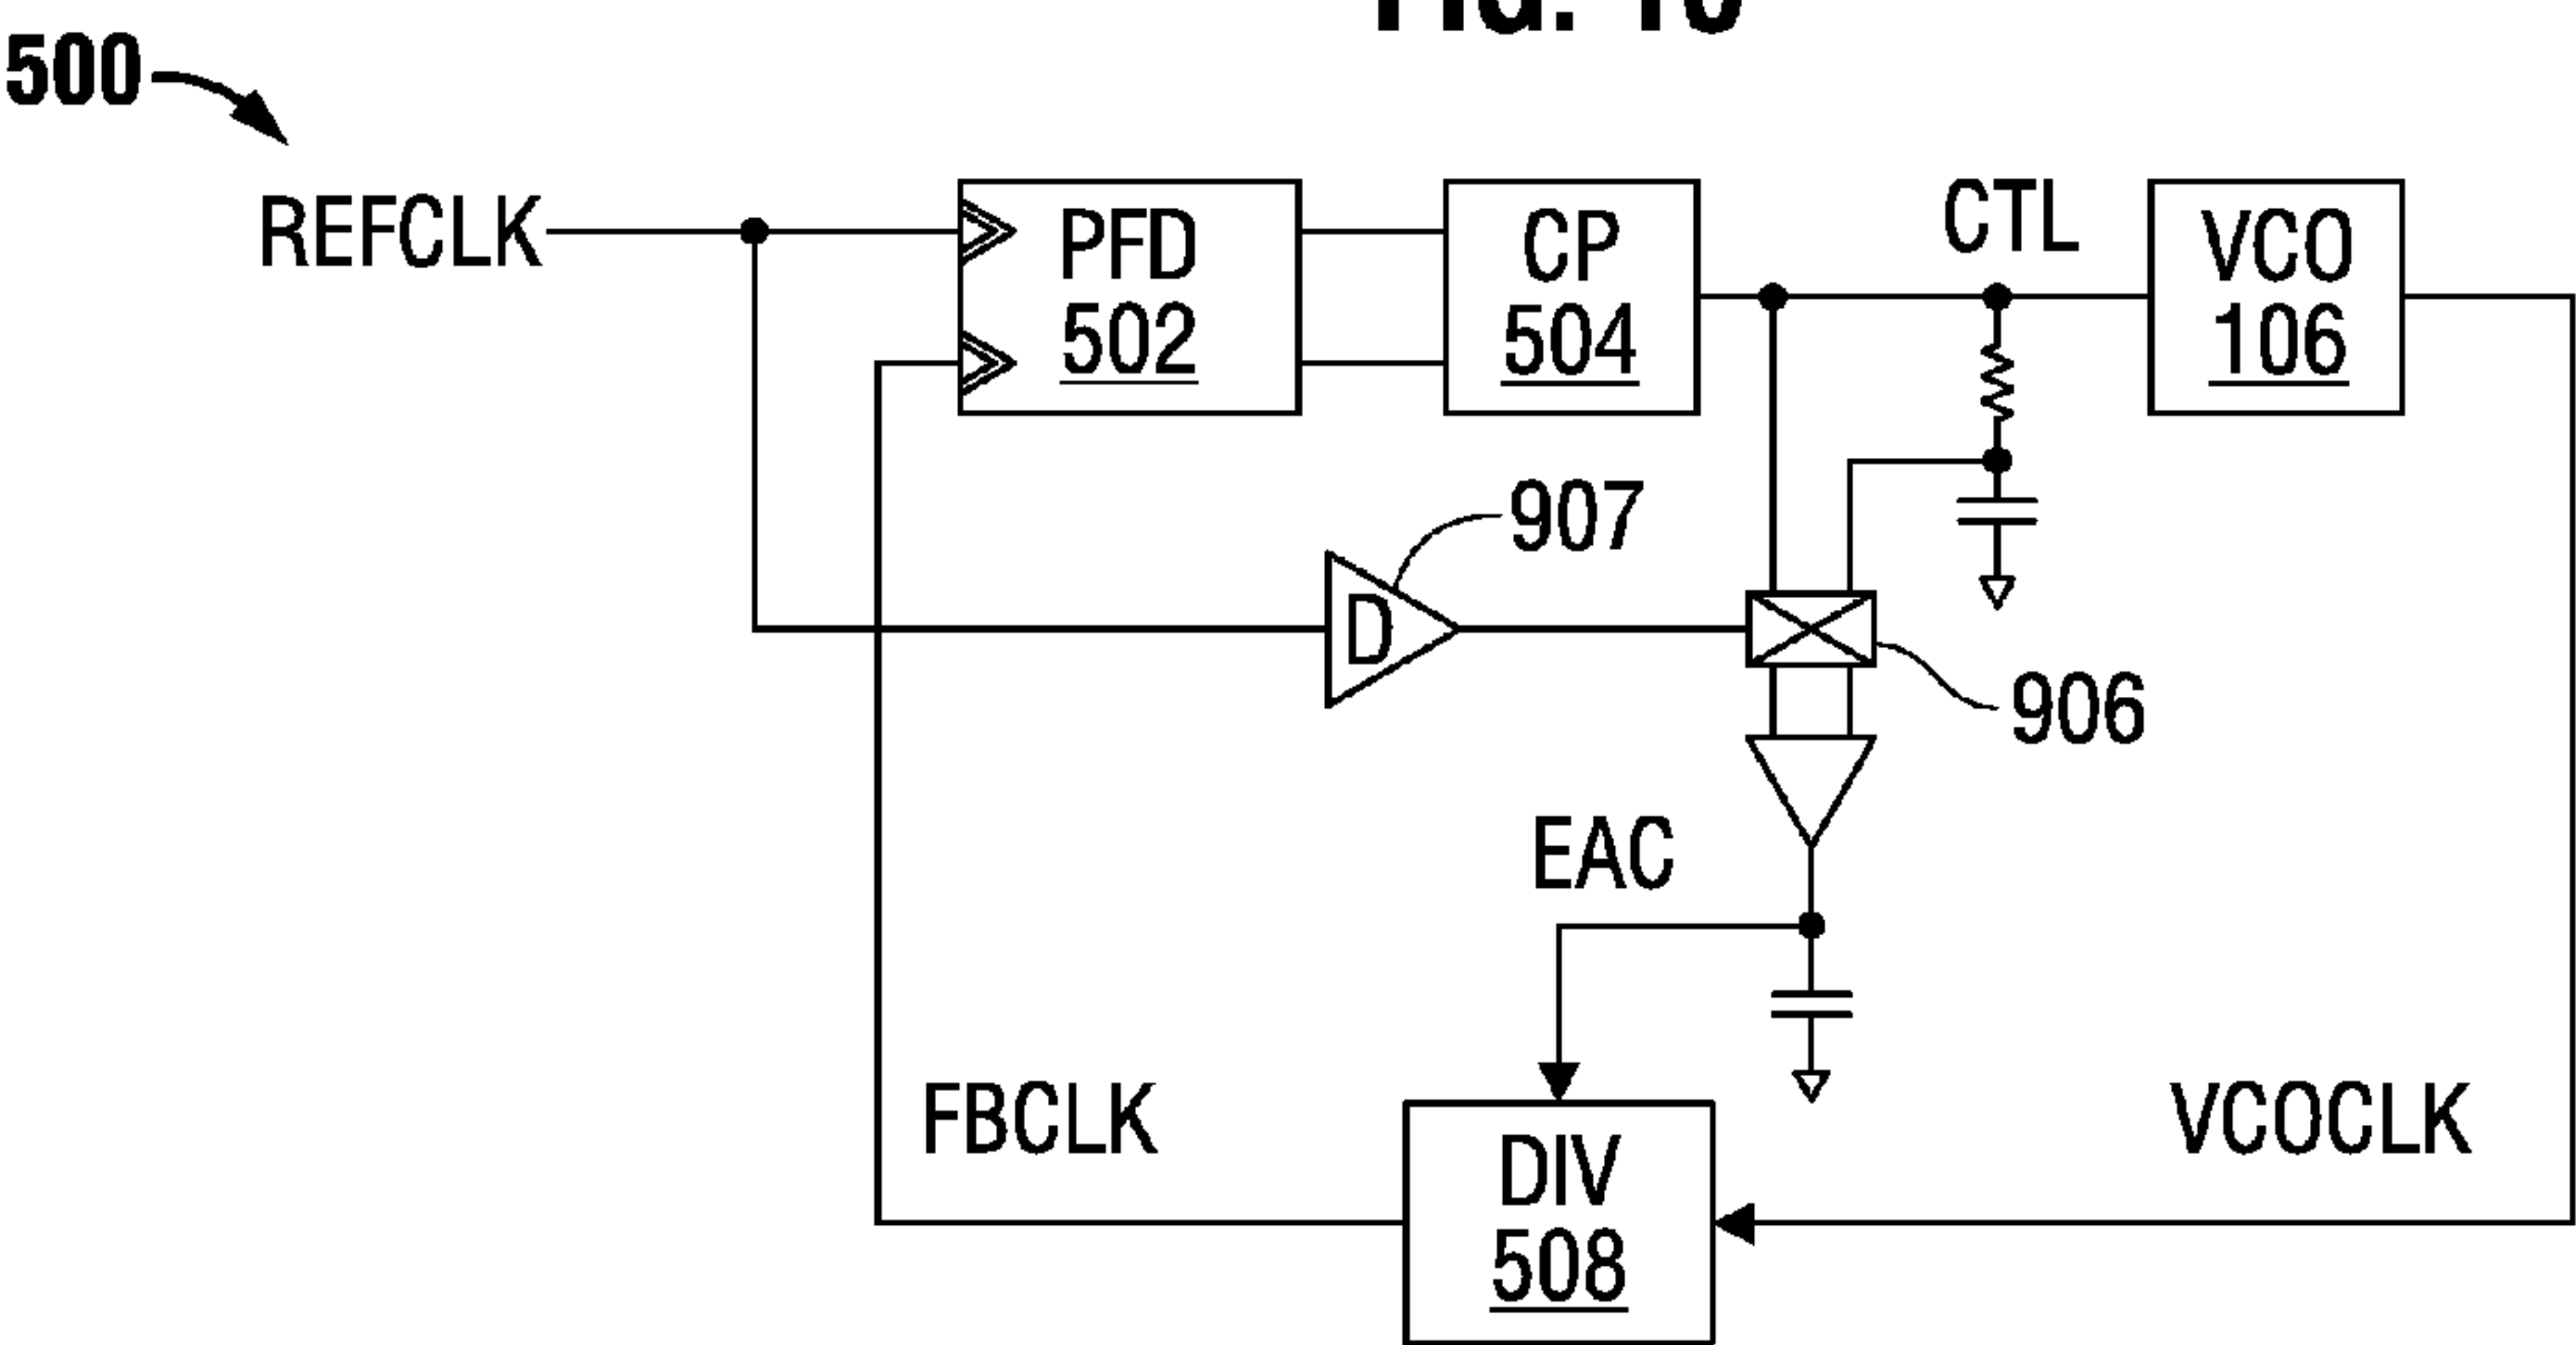 500
REFCLK
PFD
502
CP
504
CTL
VCO
106
907
D
906
EAC
FBCLK
VCOCLK
DIV
508